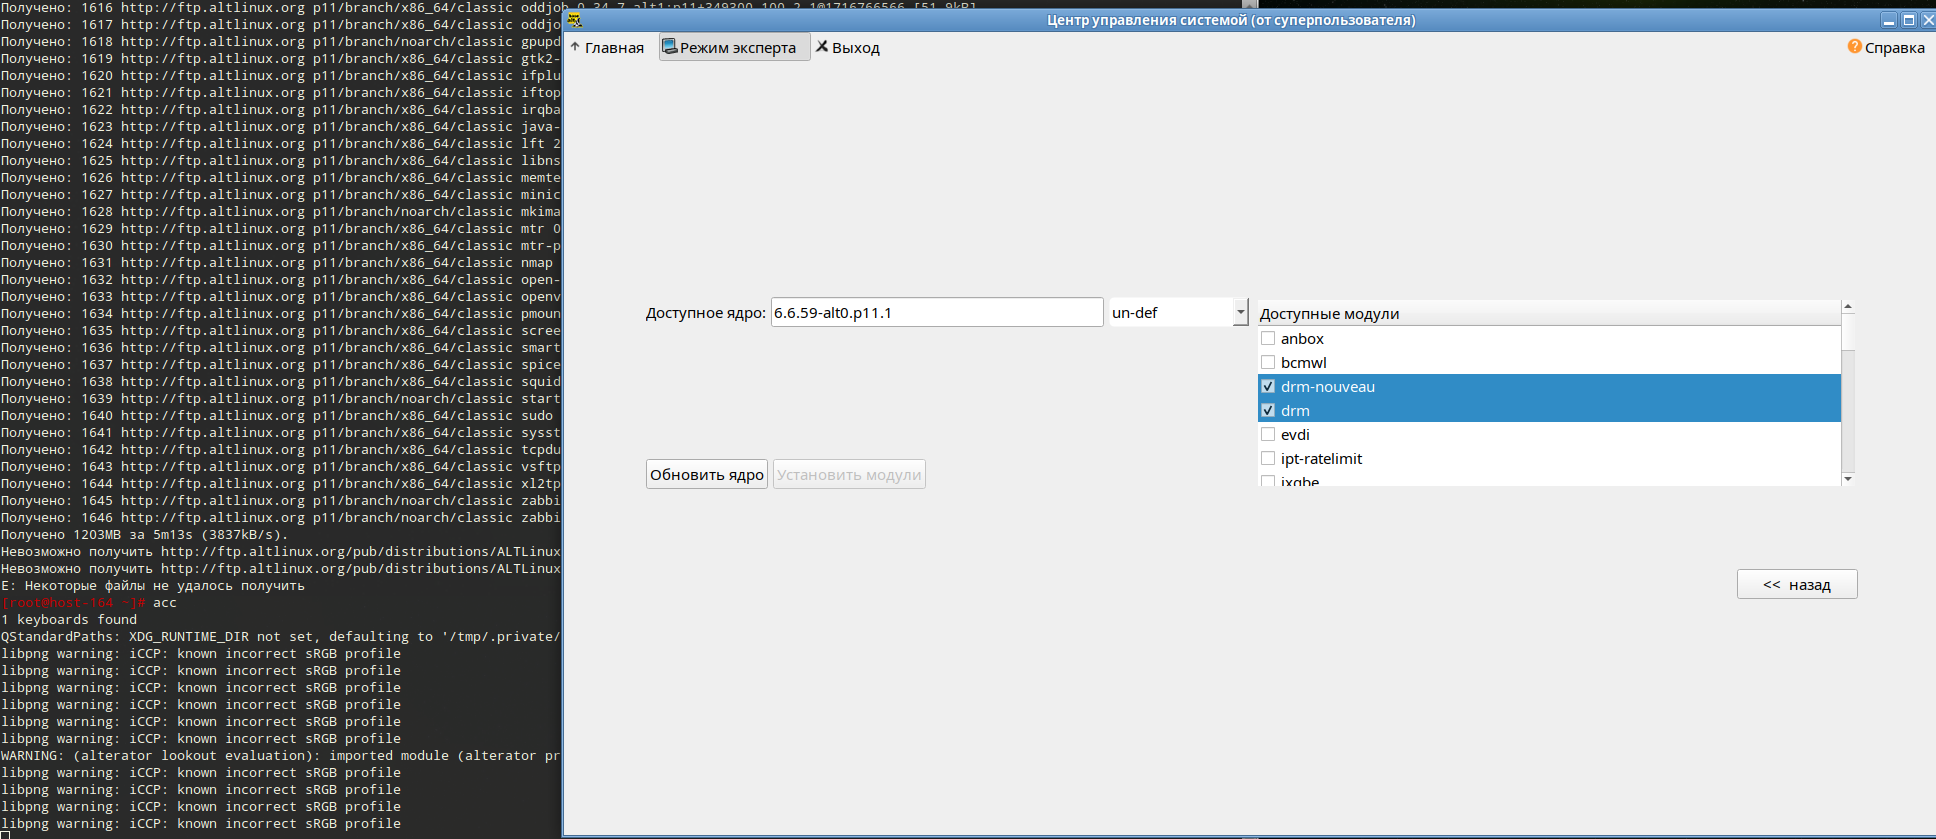 Получено: 1616 http://ftp.altlinux.org p11/branch/x86_64/classic oddjob 0.34.7-alt1:p11+349300.100.2.1@1716766566 [51,9kB]
Получено: 1617 http://ftp.altlinux.org p11/branch/x86_64/classic oddjo
Получено: 1618 http://ftp.altlinux.org p11/branch/noarch/classic gpupd
Получено: 1619 http://ftp.altlinux.org p11/branch/x86_64/classic gtk2-
Получено: 1620 http://ftp.altlinux.org p11/branch/x86_64/classic ifplu
Получено: 1621 http://ftp.altlinux.org p11/branch/x86_64/classic iftop
Получено: 1622 http://ftp.altlinux.org p11/branch/x86_64/classic irqba
Получено: 1623 http://ftp.altlinux.org p11/branch/x86_64/classic java-
Получено: 1624 http://ftp.altlinux.org p11/branch/x86_64/classic lft 2
Получено: 1625 http://ftp.altlinux.org p11/branch/x86_64/classic libns
Получено: 1626 http://ftp.altlinux.org p11/branch/x86_64/classic memte
Получено: 1627 http://ftp.altlinux.org p11/branch/x86_64/classic minic
Получено: 1628 http://ftp.altlinux.org p11/branch/noarch/classic mkima
Получено: 1629 http://ftp.altlinux.org p11/branch/x86_64/classic mtr 0
Получено: 1630 http://ftp.altlinux.org p11/branch/x86_64/classic mtr-p
Получено: 1631 http://ftp.altlinux.org p11/branch/x86_64/classic nmap
Получено: 1632 http://ftp.altlinux.org p11/branch/x86_64/classic open-
Получено: 1633 http://ftp.altlinux.org p11/branch/x86_64/classic openv
Получено: 1634 http://ftp.altlinux.org p11/branch/x86_64/classic pmoun
Получено: 1635 http://ftp.altlinux.org p11/branch/x86_64/classic scree
Получено: 1636 http://ftp.altlinux.org p11/branch/x86_64/classic smart
Получено: 1637 http://ftp.altlinux.org p11/branch/x86_64/classic spice
Получено: 1638 http://ftp.altlinux.org p11/branch/x86_64/classic squid
Получено: 1639 http://ftp.altlinux.org p11/branch/noarch/classic start
Получено: 1640 http://ftp.altlinux.org p11/branch/x86_64/classic sudo
Получено: 1641 http://ftp.altlinux.org p11/branch/x86_64/classic sysst
Получено: 1642 http://ftp.altlinux.org p11/branch/x86_64/classic tcpdu
Получено: 1643 http://ftp.altlinux.org p11/branch/x86_64/classic vsftp
Получено: 1644 http://ftp.altlinux.org p11/branch/x86_64/classic xl2tp
Получено: 1645 http://ftp.altlinux.org p11/branch/noarch/classic zabbi
Получено: 1646 http://ftp.altlinux.org p11/branch/noarch/classic zabbi
Получено 1203MB за 5m13s (3837kB/s).
Невозможно получить http://ftp.altlinux.org/pub/distributions/ALTLinux
Невозможно получить http://ftp.altlinux.org/pub/distributions/ALTLinux
E: Некоторые файлы не удалось получить
[root@host-164 ~]# acc
1 keyboards found
QStandardPaths: XDG_RUNTIME_DIR not set, defaulting to '/tmp/.private/
libpng warning: iCCP: known incorrect sRGB profile
libpng warning: iCCP: known incorrect sRGB profile
libpng warning: iCCP: known incorrect sRGB profile
libpng warning: iCCP: known incorrect sRGB profile
libpng warning: iCCP: known incorrect sRGB profile
libpng warning: iCCP: known incorrect sRGB profile
WARNING: (alterator lookout evaluation): imported module (alterator pr
libpng warning: iCCP: known incorrect sRGB profile
libpng warning: iCCP: known incorrect sRGB profile
libpng warning: iCCP: known incorrect sRGB profile
libpng warning: iCCP: known incorrect sRGB profile
Центр управления системой (от суперпользователя)
Главная Режим эксперта Выход Справка
Доступное ядро: 6.6.59-alt0.p11.1 un-def
Доступные модули
anbox
bcmwl
drm-nouveau
drm
evdi
ipt-ratelimit
ixgbe
Обновить ядро Установить модули
<< назад